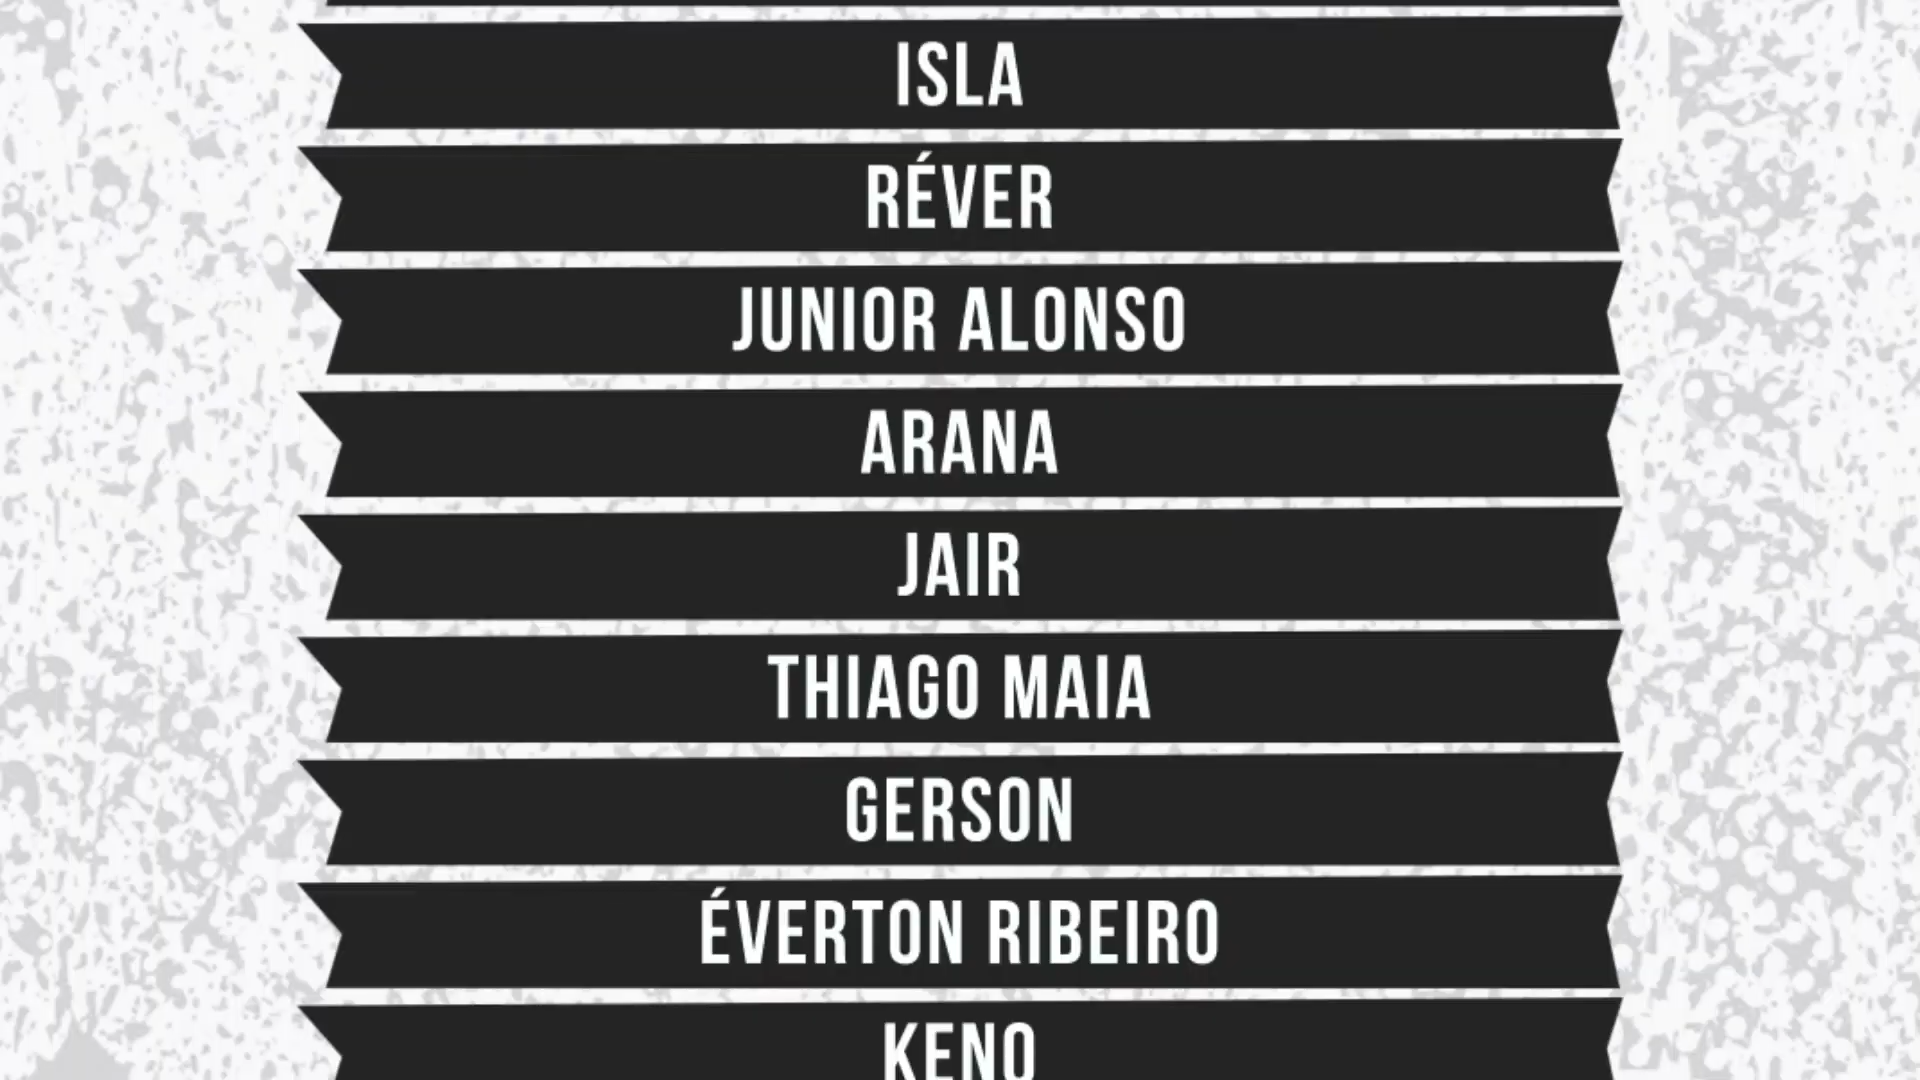 ISLA
RÉVER
JUNIOR ALONSO
ARANA
JAIR
THIAGO MAIA
GERSON
ÉVERTON RIBEIRO
KENO